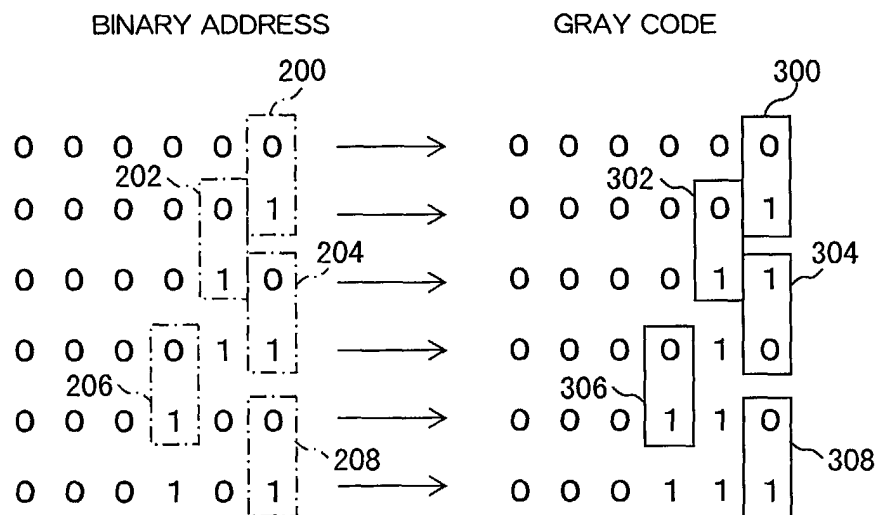 BINARY ADDRESS GRAY CODE
200 300
0 0 0 0 0 0 0 0 0 0 0 0
202 302
0 0 0 0 0 1 0 0 0 0 0 1
204 304
0 0 0 0 1 0 0 0 0 0 1 1
0 0 0 0 1 1 0 0 0 0 1 0
206 306
0 0 0 1 0 0 0 0 0 1 1 0
208 308
0 0 0 1 0 1 0 0 0 1 1 1